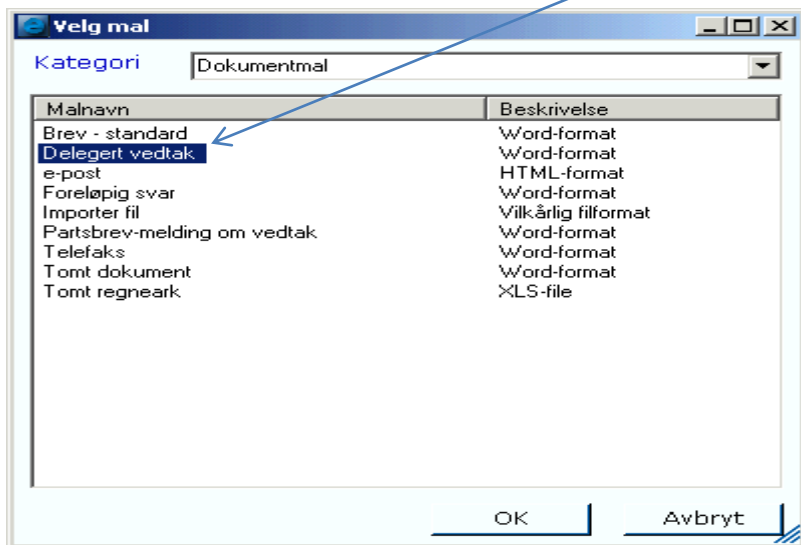 Velg mal
Kategori Dokumentmal
Malnavn Beskrivelse
Brev - standard Word-format
Delegert vedtak Word-format
e-post HTML-format
Foreløpig svar Word-format
Importer fil Vilkårlig filformat
Partsbrev-melding om vedtak Word-format
Telefaks Word-format
Tomt dokument Word-format
Tomt regneark XLS-file
OK Avbryt